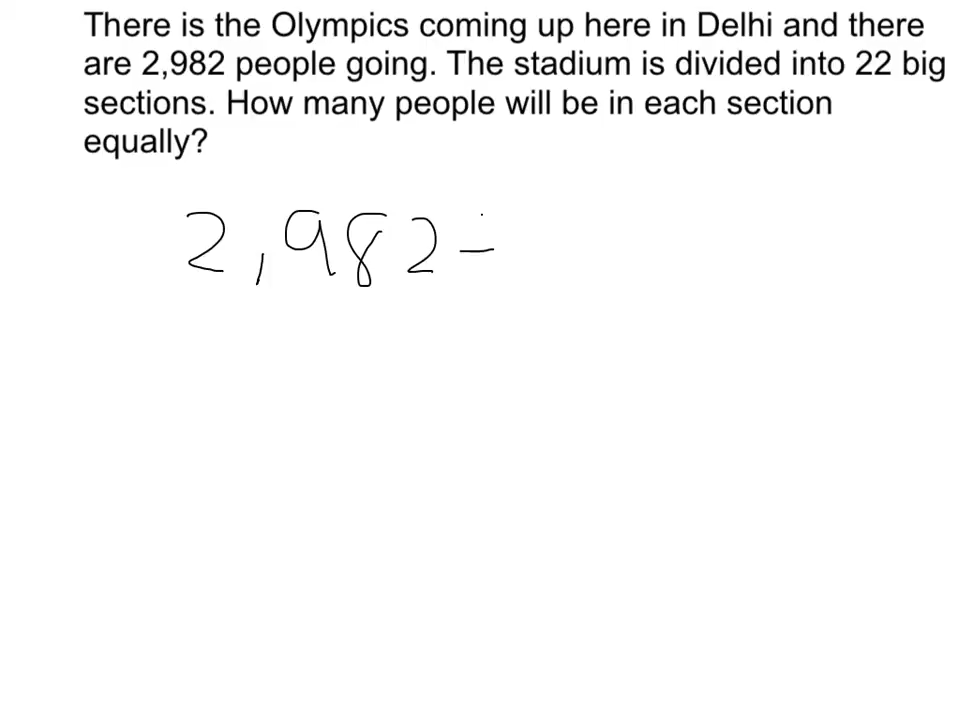 There is the Olympics coming up here in Delhi and there
are 2,982 people going. The stadium is divided into 22 big
sections. How many people will be in each section
equally?
2,982 ÷